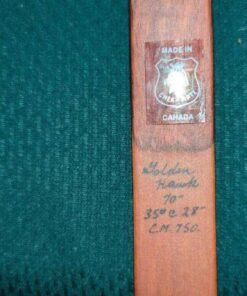 MADE IN
CANADA
Golden
Hawk
70"
35# @ 28"
C.M. 750.